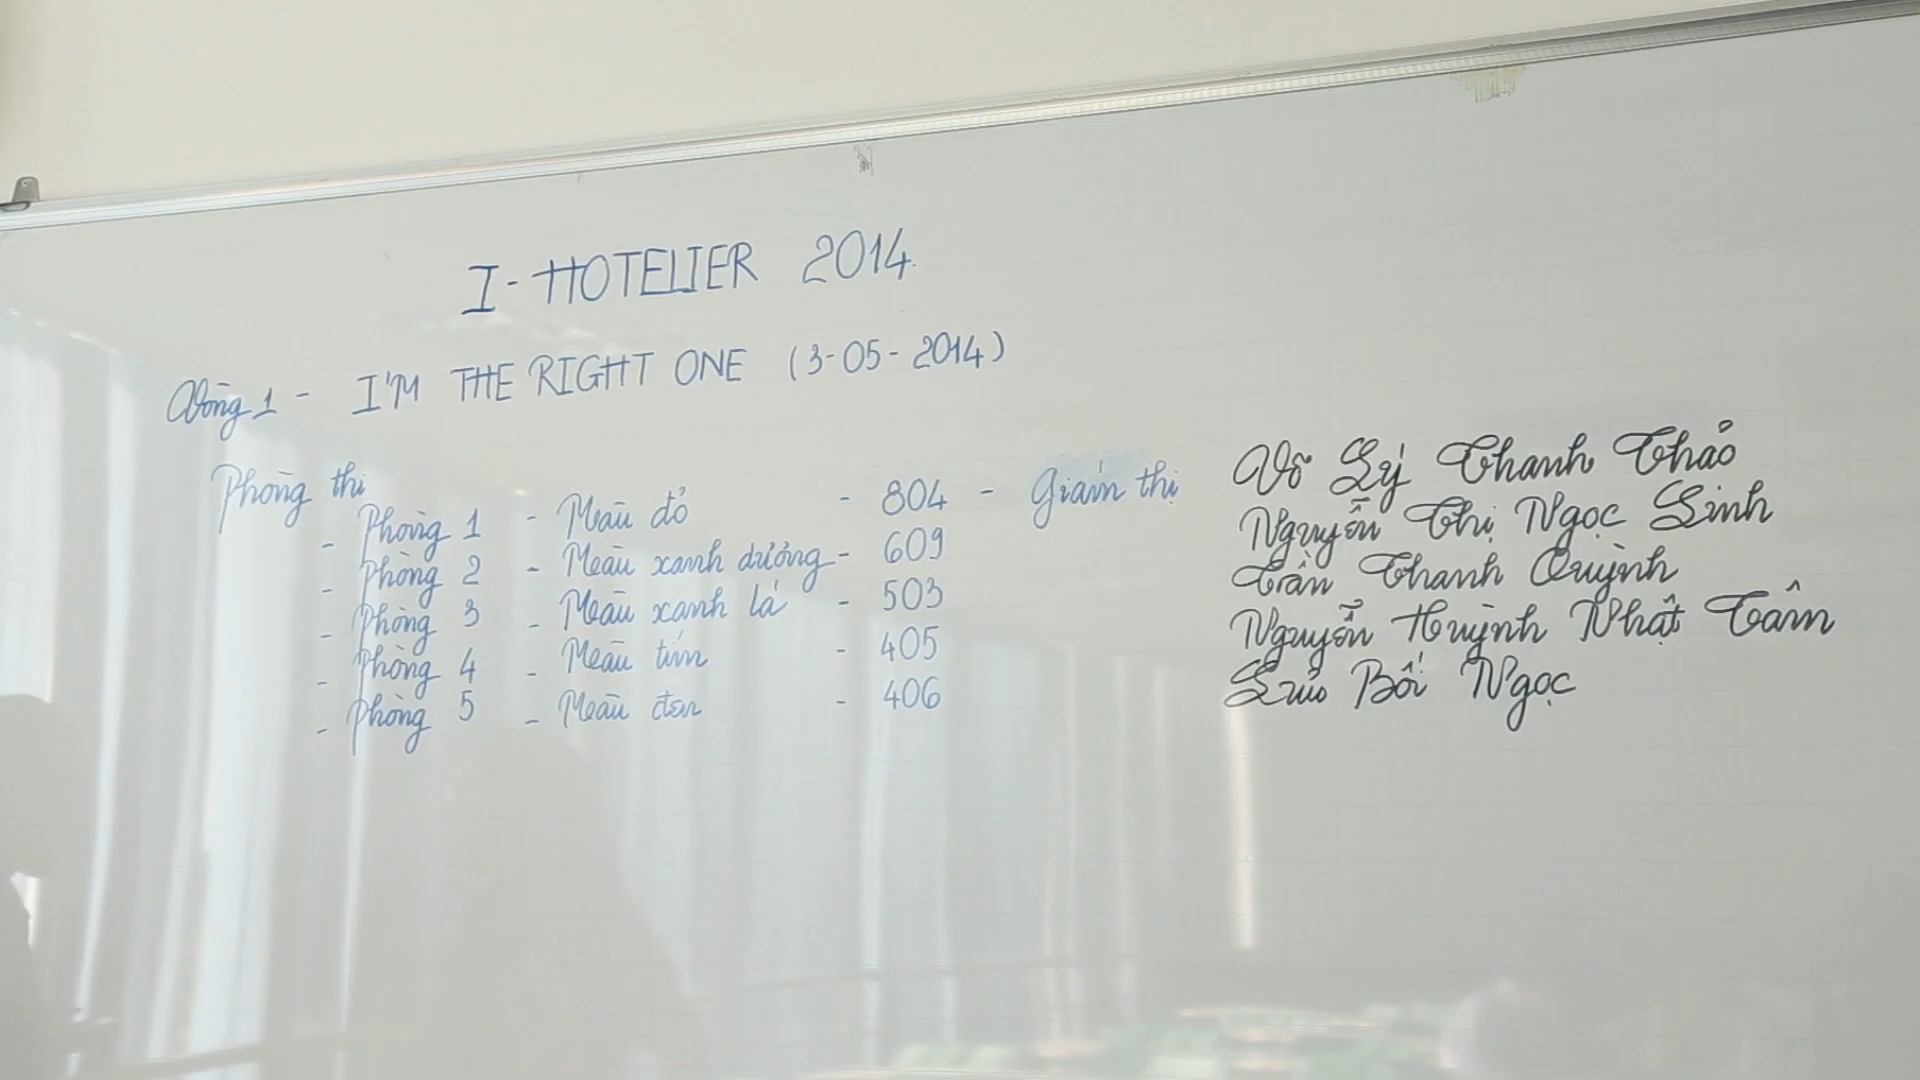 I-HOTELIER 2014
Vòng 1 - I'M THE RIGHT ONE (3-05-2014)
Phòng thi
- Phòng 1 - Màu đỏ - 804 - Giám thị Võ Lý Thanh Thảo
- Phòng 2 - Màu xanh dương - 609 Nguyễn Thị Ngọc Linh
- Phòng 3 - Màu xanh lá - 503 Trần Thanh Quỳnh
- Phòng 4 - Màu tím - 405 Nguyễn Huỳnh Nhật Tâm
- Phòng 5 - Màu đen - 406 Lưu Bối Ngọc